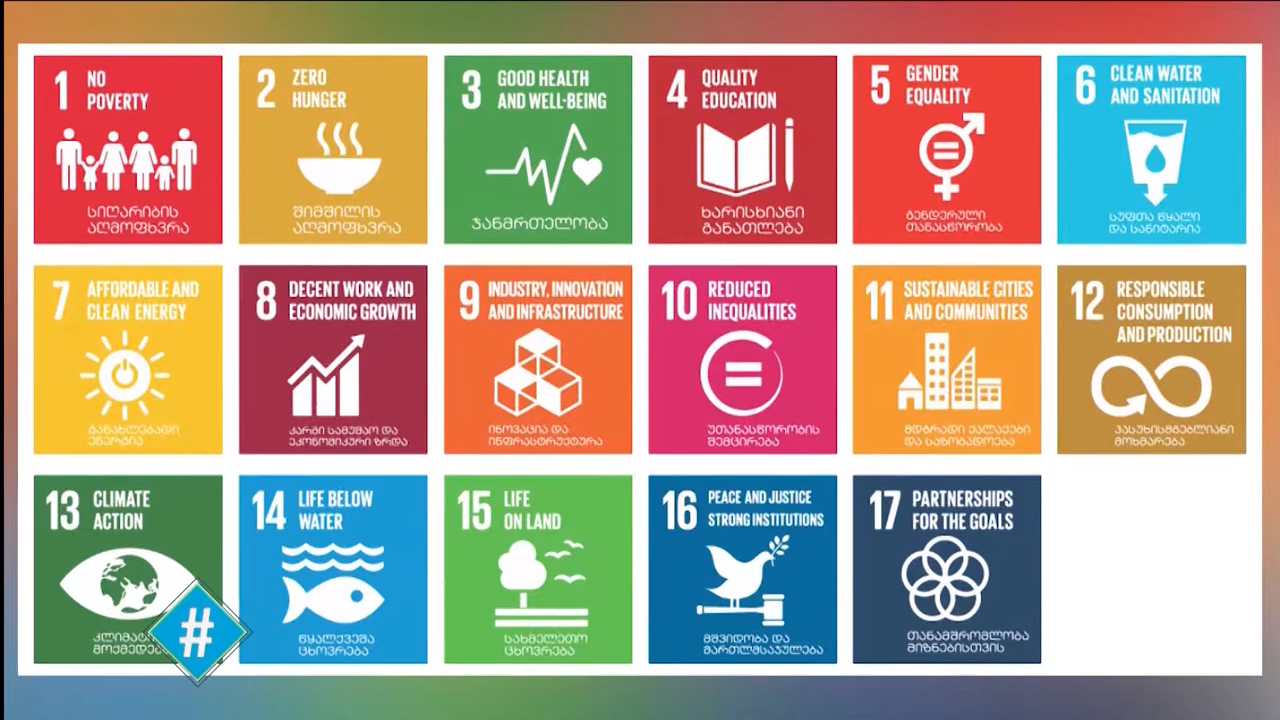 1 NO
POVERTY
სიღარიბის
აღმოფხვრა
2 ZERO
HUNGER
შიმშილის
აღმოფხვრა
3 GOOD HEALTH
AND WELL-BEING
ჯანმრთელობა
4 QUALITY
EDUCATION
ხარისხიანი
განათლება
5 GENDER
EQUALITY
გენდერული
თანასწორობა
6 CLEAN WATER
AND SANITATION
სუფთა წყალი
და სანიტარია
7 AFFORDABLE AND
CLEAN ENERGY
განახლებადი
ენერგია
8 DECENT WORK AND
ECONOMIC GROWTH
კარგი სამუშაო და
ეკონომიკური ზრდა
9 INDUSTRY, INNOVATION
AND INFRASTRUCTURE
ინოვაცია და
ინფრასტრუქტურა
10 REDUCED
INEQUALITIES
უთანასწორობის
შემცირება
11 SUSTAINABLE CITIES
AND COMMUNITIES
მდგრადი ქალაქები
და საზოგადოება
12 RESPONSIBLE
CONSUMPTION
AND PRODUCTION
პასუხისმგებლიანი
მოხმარება
13 CLIMATE
ACTION
14 LIFE BELOW
WATER
წყალქვეშა
ცხოვრება
15 LIFE
ON LAND
სახმელეთო
ცხოვრება
16 PEACE AND JUSTICE
STRONG INSTITUTIONS
მშვიდობა და
მართლმსაჯულება
17 PARTNERSHIPS
FOR THE GOALS
თანამშრომლობა
მიზნებისთვის
#